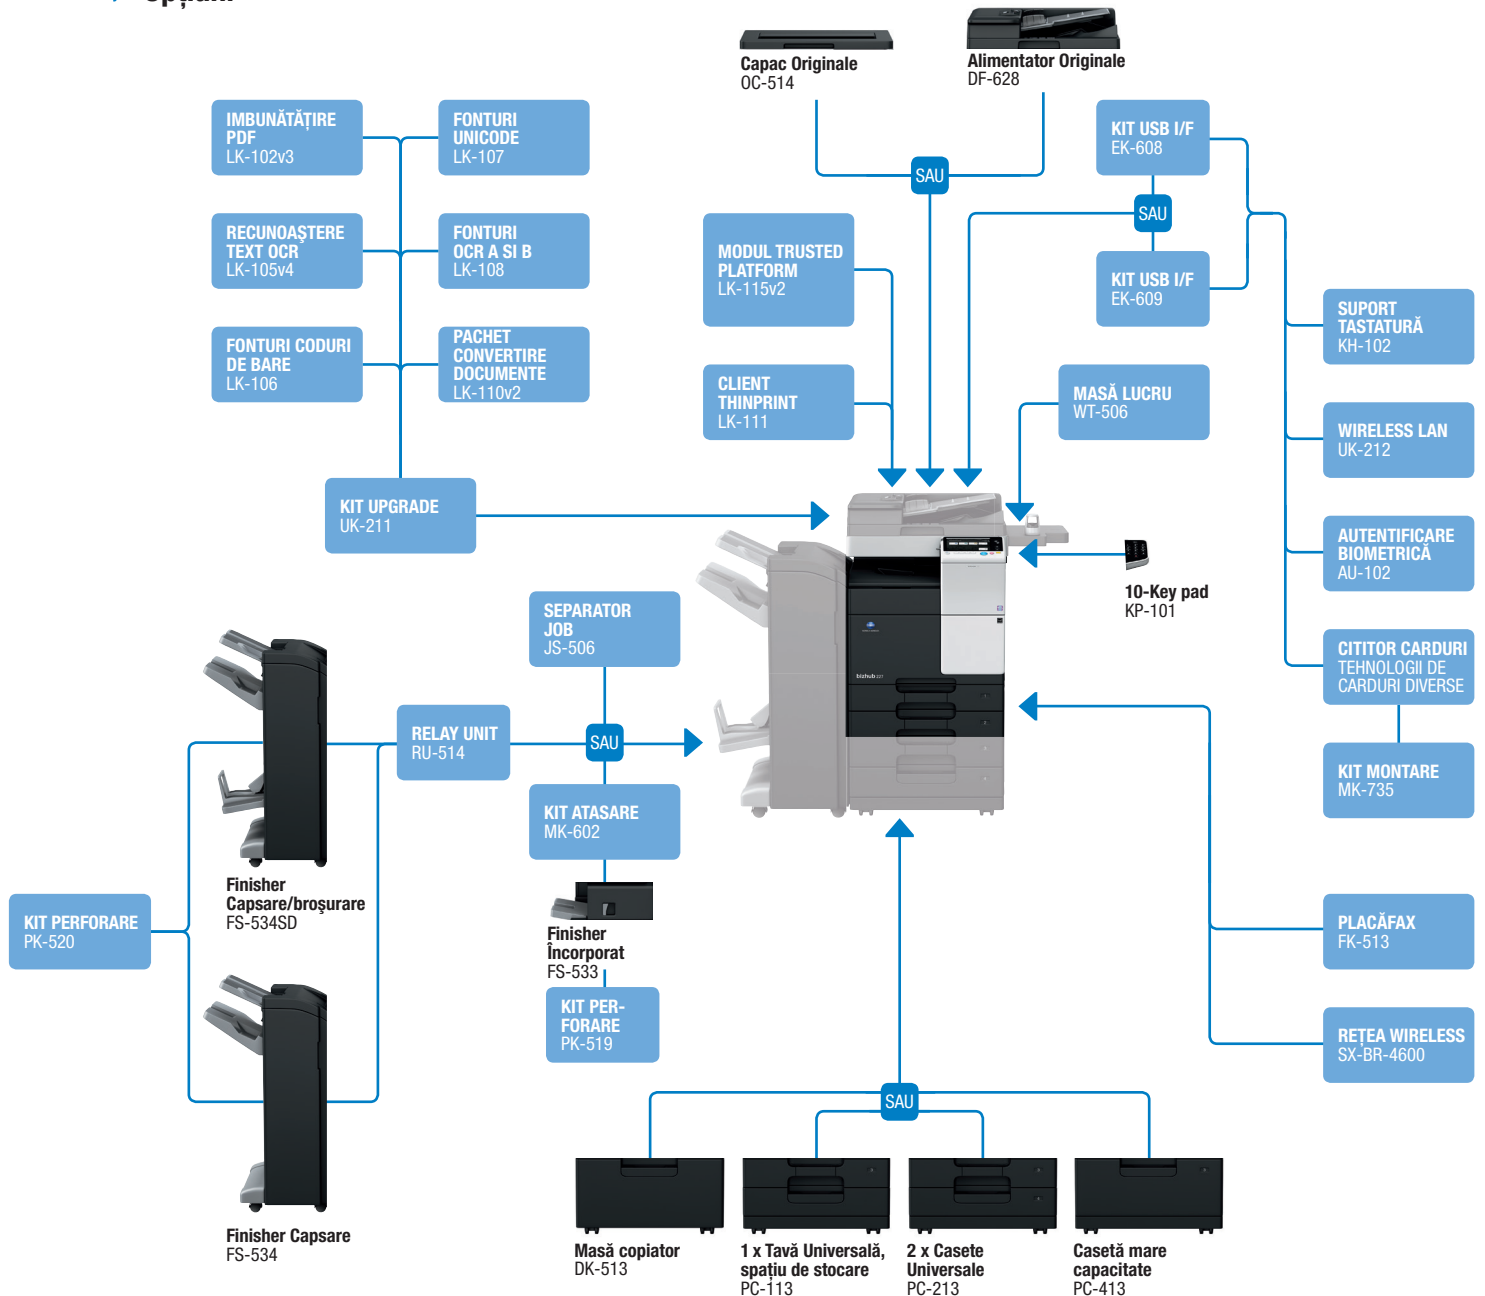 Opțiuni
Capac Originale
OC-514
Alimentator Originale
DF-628
IMBUNĂTĂȚIRE
PDF
LK-102v3
FONTURI
UNICODE
LK-107
KIT USB I/F
EK-608
SAU
SAU
RECUNOAȘTERE
TEXT OCR
LK-105v4
FONTURI
OCR A SI B
LK-108
MODUL TRUSTED
PLATFORM
LK-115v2
KIT USB I/F
EK-609
SUPORT
TASTATURĂ
KH-102
FONTURI CODURI
DE BARE
LK-106
PACHET
CONVERTIRE
DOCUMENTE
LK-110v2
CLIENT
THINPRINT
LK-111
MASĂ LUCRU
WT-506
WIRELESS LAN
UK-212
KIT UPGRADE
UK-211
AUTENTIFICARE
BIOMETRICĂ
AU-102
10-Key pad
KP-101
SEPARATOR
JOB
JS-506
CITITOR CARDURI
TEHNOLOGII DE
CARDURI DIVERSE
bizhub 227
RELAY UNIT
RU-514
SAU
KIT MONTARE
MK-735
KIT ATASARE
MK-602
Finisher
Capsare/broșurare
FS-534SD
KIT PERFORARE
PK-520
Finisher
Încorporat
FS-533
PLACĂFAX
FK-513
KIT PER-
FORARE
PK-519
REȚEA WIRELESS
SX-BR-4600
SAU
Finisher Capsare
FS-534
Masă copiator
DK-513
1 x Tavă Universală,
spațiu de stocare
PC-113
2 x Casete
Universale
PC-213
Casetă mare
capacitate
PC-413